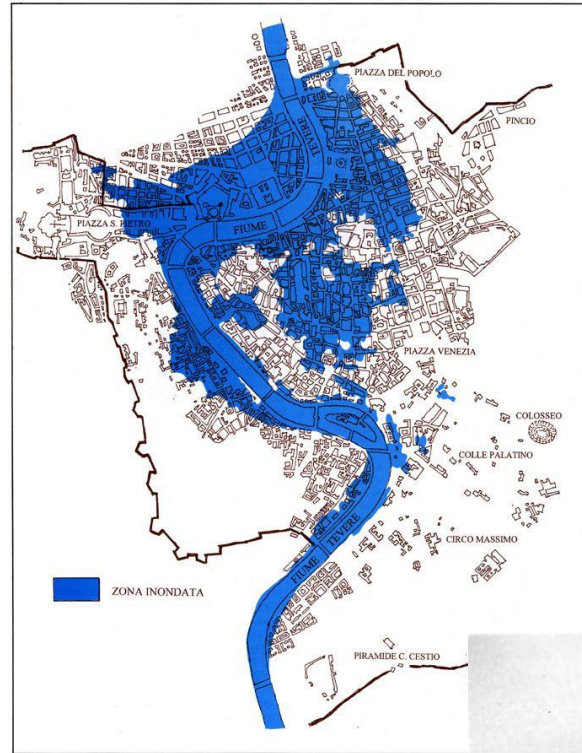 PIAZZA DEL POPOLO
PINCIO
TEVERE
PIAZZA S. PIETRO
FIUME
PIAZZA VENEZIA
COLOSSEO
COLLE PALATINO
CIRCO MASSIMO
FIUME TEVERE
ZONA INONDATA
PIRAMIDE C. CESTIO